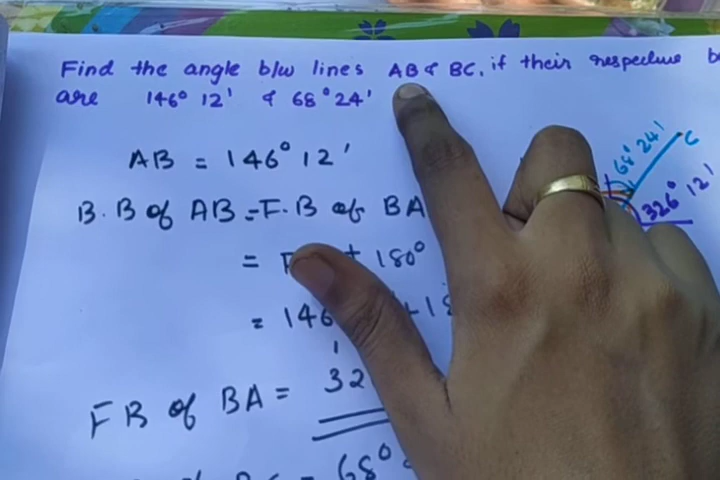 Find the angle b/w lines AB & BC, if their respective
are 146° 12' & 68° 24'
AB = 146° 12'
B.B of AB = F.B of BA
= + 180°
= 146
FB of BA = 32
= 68°
68° 24'
C
326° 12'